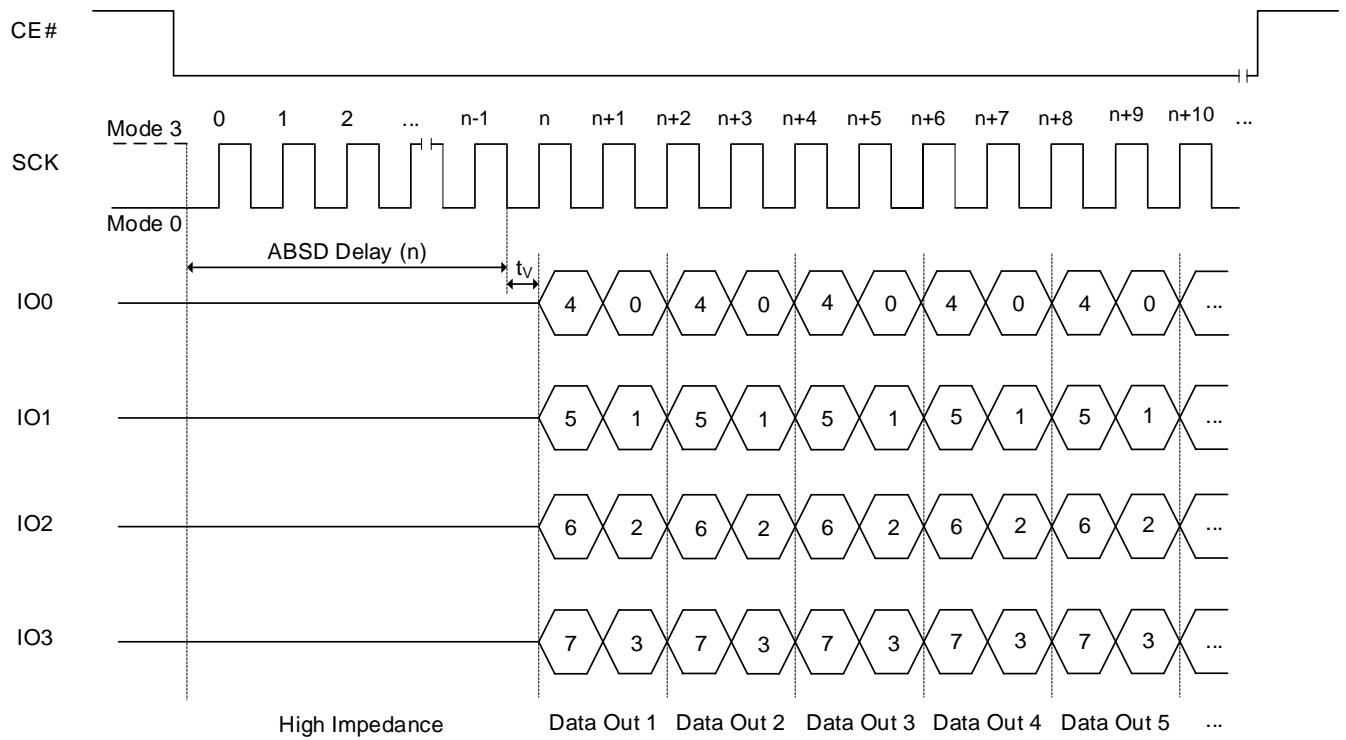 CE#
Mode 3 0 1 2 ... n-1 n n+1 n+2 n+3 n+4 n+5 n+6 n+7 n+8 n+9 n+10 ...
SCK
Mode 0
ABSD Delay (n)
tV
IO0 4 0 4 0 4 0 4 0 4 0 ...
IO1 5 1 5 1 5 1 5 1 5 1 ...
IO2 6 2 6 2 6 2 6 2 6 2 ...
IO3 7 3 7 3 7 3 7 3 7 3 ...
High Impedance Data Out 1 Data Out 2 Data Out 3 Data Out 4 Data Out 5 ...